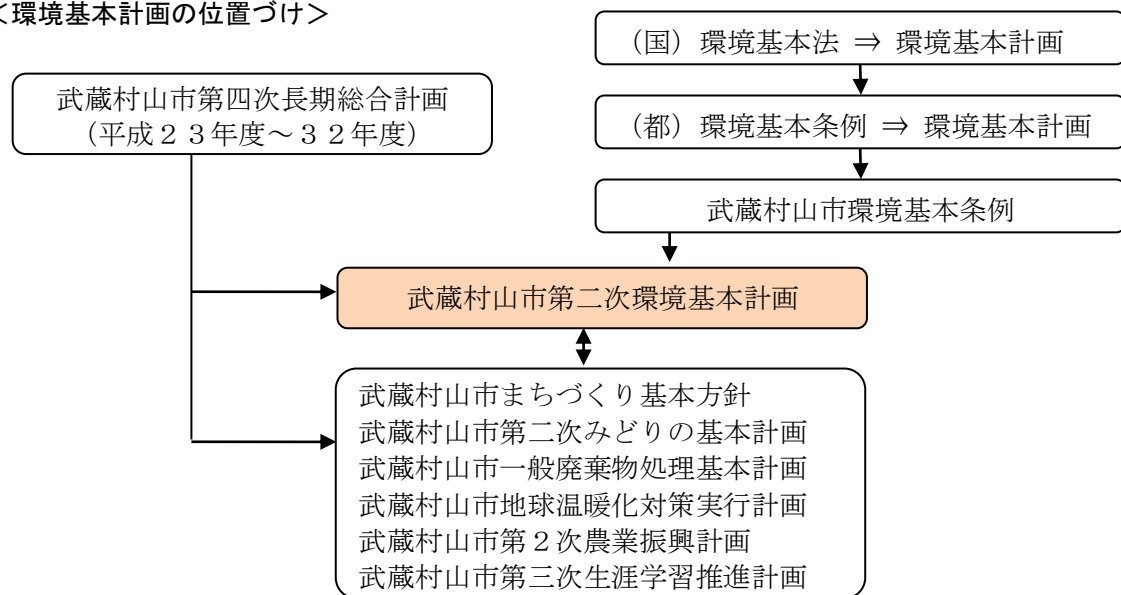 ＜環境基本計画の位置づけ＞
（国）環境基本法 ⇒ 環境基本計画
武蔵村山市第四次長期総合計画
（平成２３年度～３２年度）
（都）環境基本条例 ⇒ 環境基本計画
武蔵村山市環境基本条例
武蔵村山市第二次環境基本計画
武蔵村山市まちづくり基本方針
武蔵村山市第二次みどりの基本計画
武蔵村山市一般廃棄物処理基本計画
武蔵村山市地球温暖化対策実行計画
武蔵村山市第２次農業振興計画
武蔵村山市第三次生涯学習推進計画